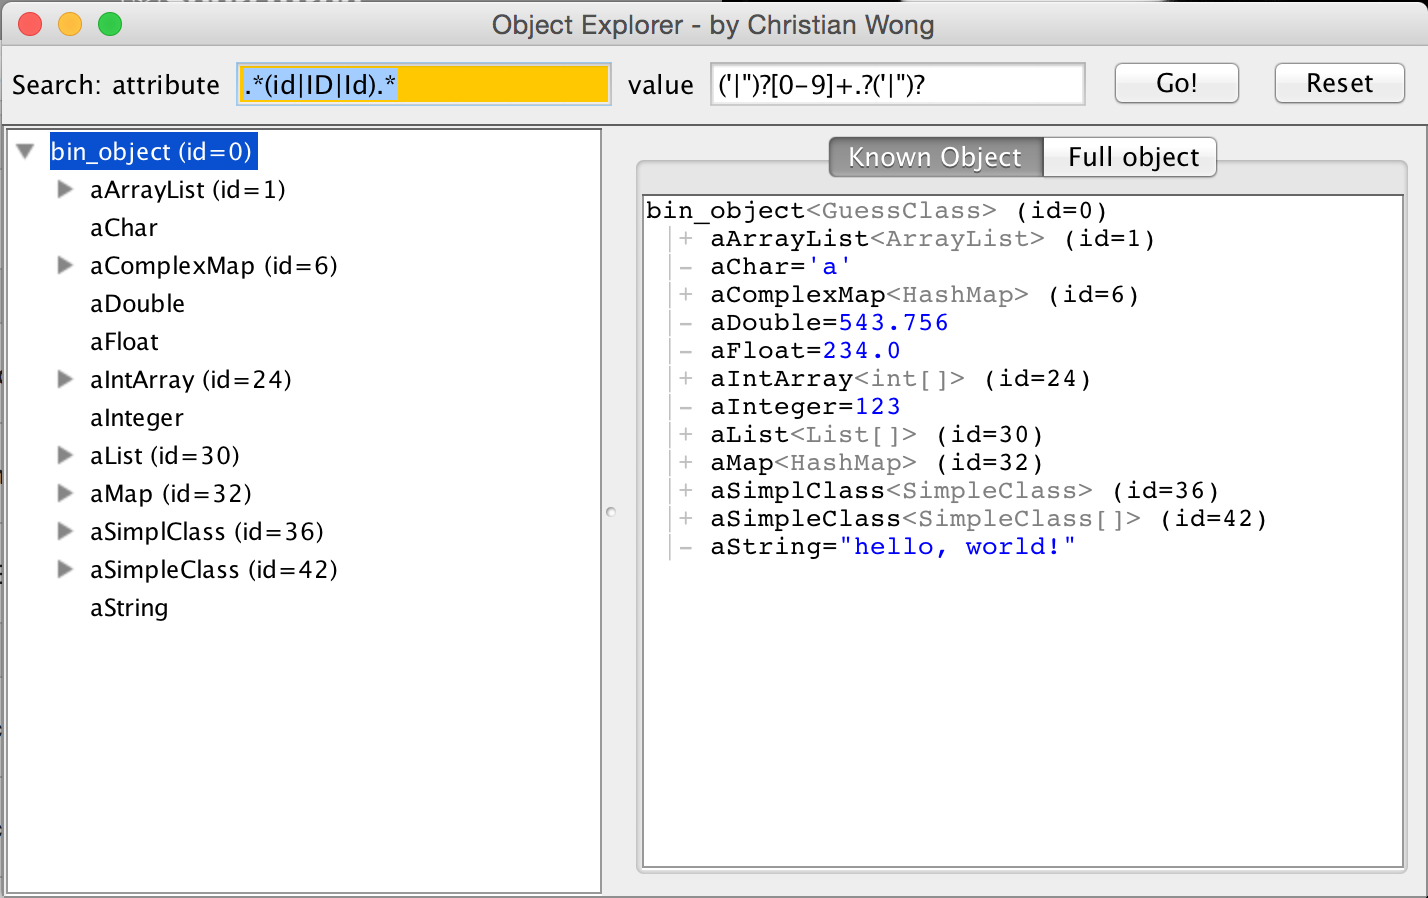 Object Explorer - by Christian Wong
Search: attribute .*(id|ID|Id).* value ('|")?[0-9]+.?('|")? Go! Reset
bin_object (id=0)
aArrayList (id=1)
aChar
aComplexMap (id=6)
aDouble
aFloat
aIntArray (id=24)
aInteger
aList (id=30)
aMap (id=32)
aSimplClass (id=36)
aSimpleClass (id=42)
aString
Known Object Full object
bin_object<GuessClass> (id=0)
|+ aArrayList<ArrayList> (id=1)
|- aChar='a'
|+ aComplexMap<HashMap> (id=6)
|- aDouble=543.756
|- aFloat=234.0
|+ aIntArray<int[]> (id=24)
|- aInteger=123
|+ aList<List[]> (id=30)
|+ aMap<HashMap> (id=32)
|+ aSimplClass<SimpleClass> (id=36)
|+ aSimpleClass<SimpleClass[]> (id=42)
|- aString="hello, world!"